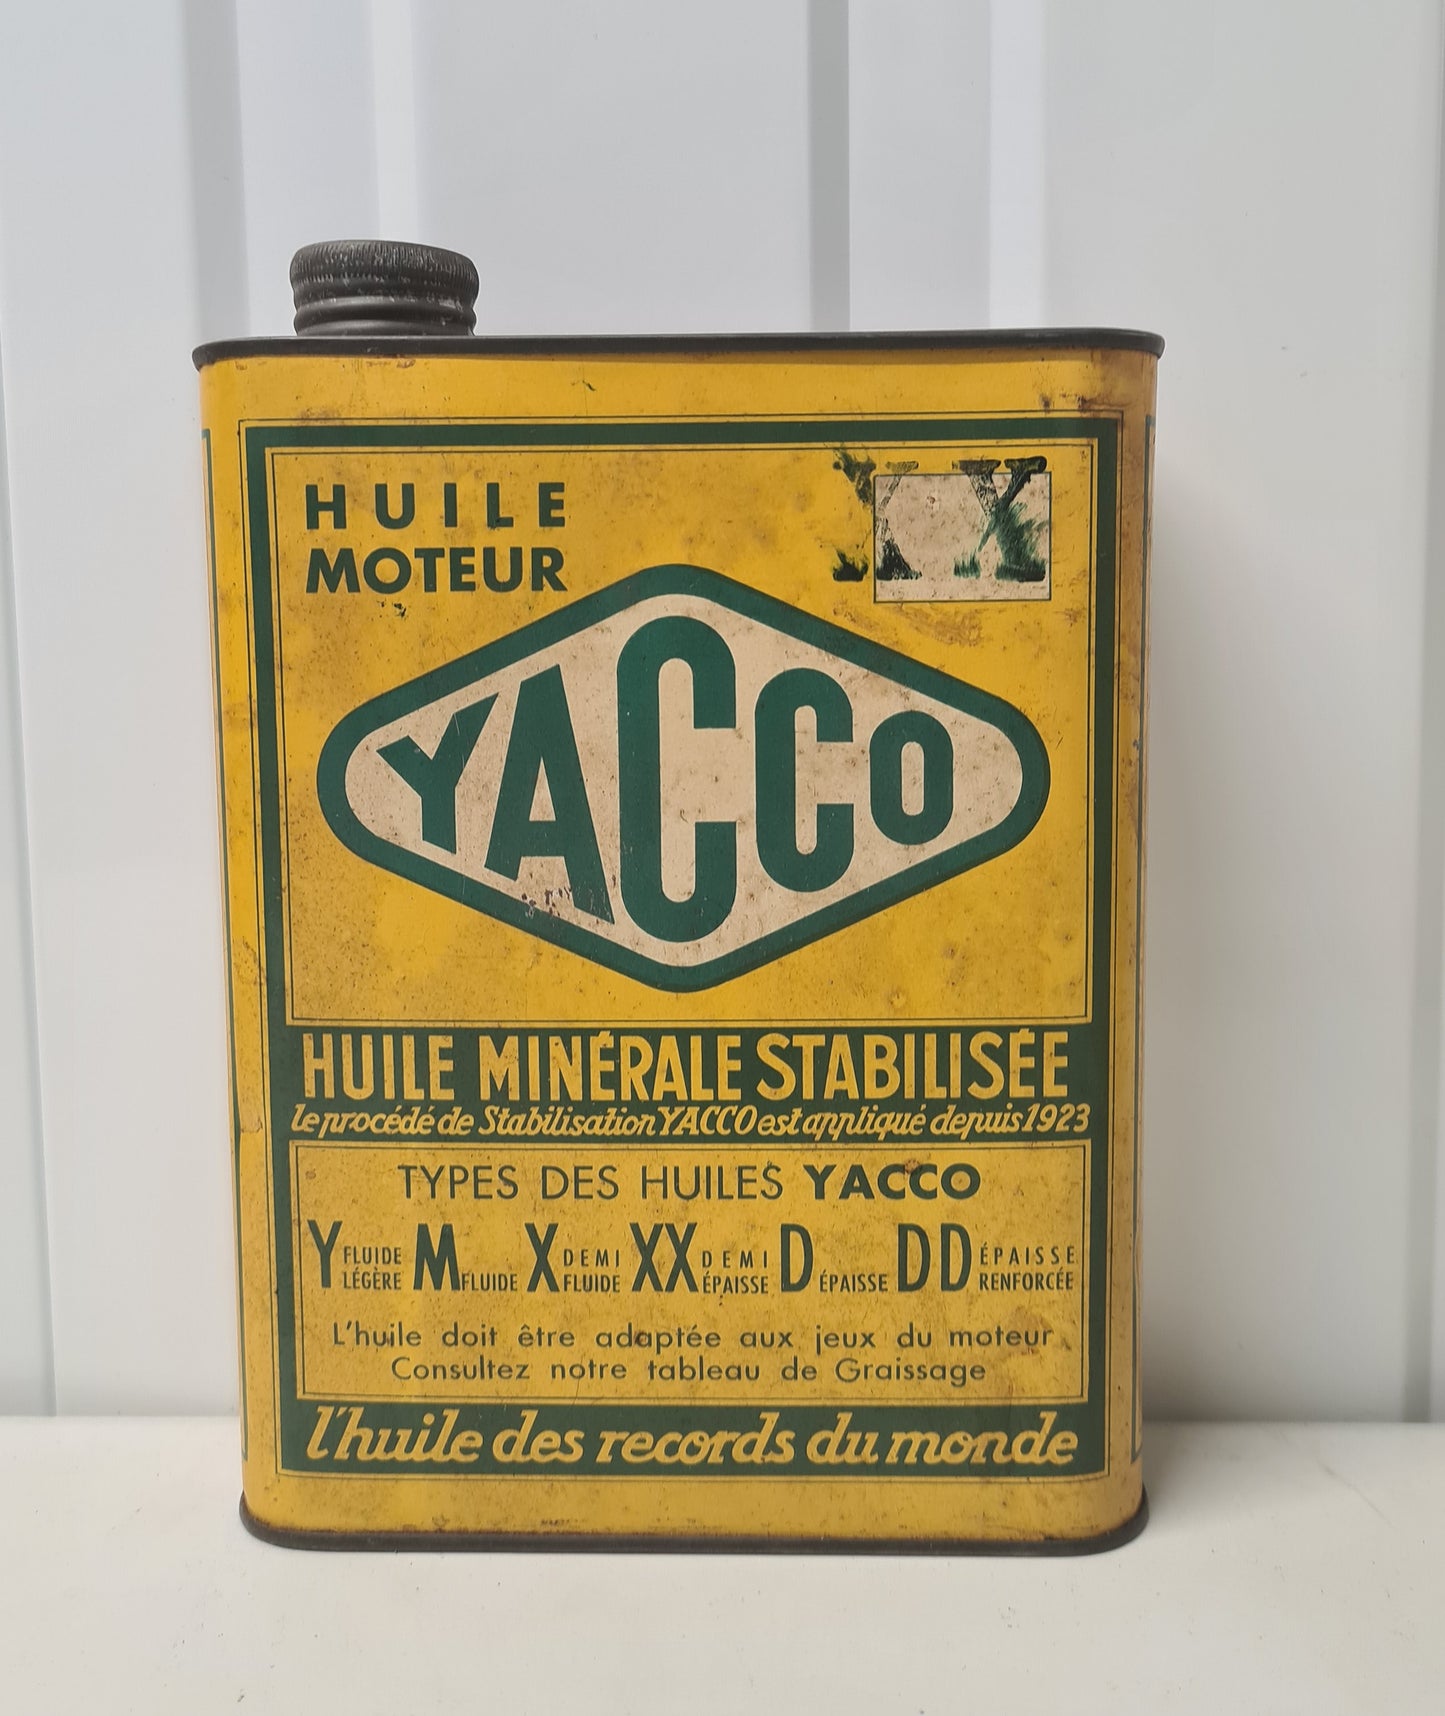 HUILE
MOTEUR
XX
YACCO
HUILE MINÉRALE STABILISÉE
le procédé de Stabilisation YACCO est appliqué depuis 1923
TYPES DES HUILES YACCO
Y FLUIDE LÉGÈRE M FLUIDE X DEMI FLUIDE XX DEMI ÉPAISSE D ÉPAISSE DD ÉPAISSE RENFORCÉE
L'huile doit être adaptée aux jeux du moteur
Consultez notre tableau de Graissage
l'huile des records du monde